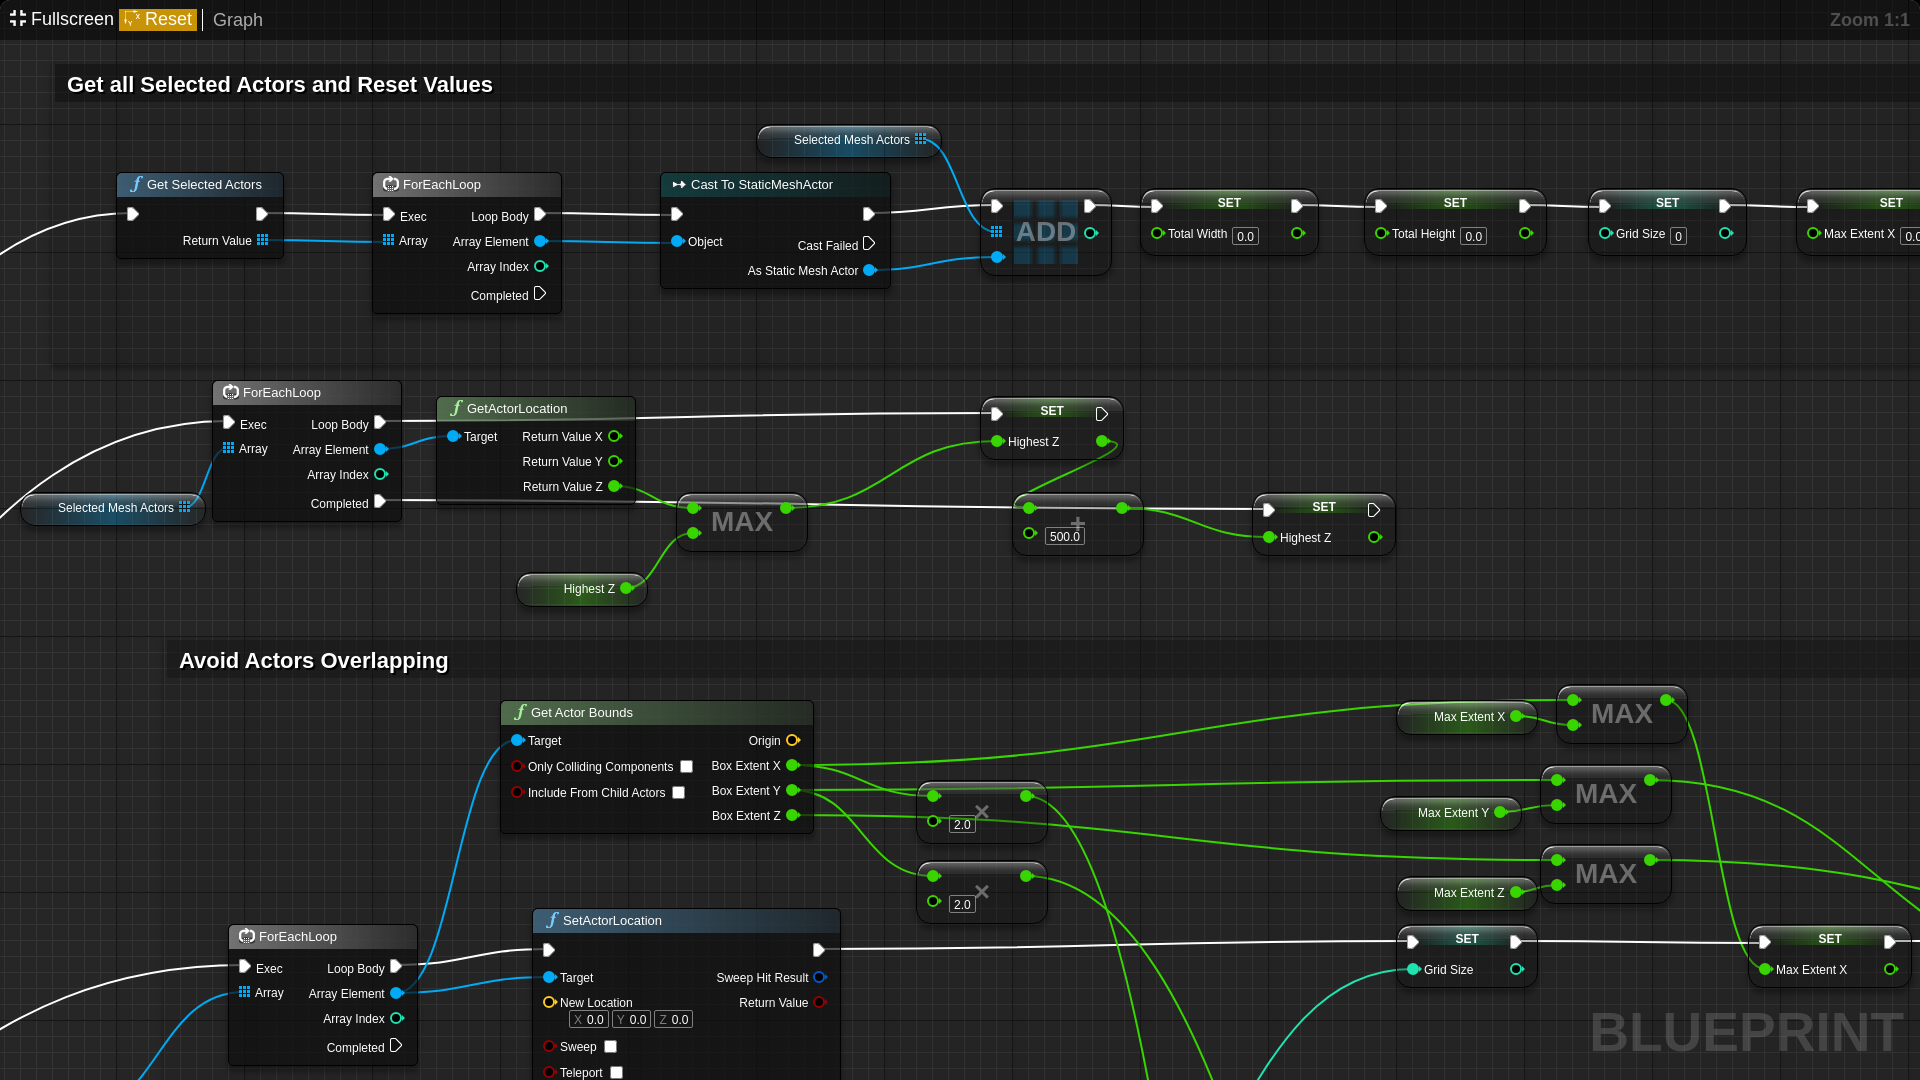 Fullscreen Reset Graph Zoom 1:1
Get all Selected Actors and Reset Values
Selected Mesh Actors
Get Selected Actors
Return Value
ForEachLoop
Exec Loop Body
Array Array Element
Array Index
Completed
Cast To StaticMeshActor
Object
Cast Failed
As Static Mesh Actor
ADD
SET
Total Width 0.0
SET
Total Height 0.0
SET
Grid Size 0
SET
Max Extent X 0.0
ForEachLoop
Exec Loop Body
Array Array Element
Array Index
Completed
Selected Mesh Actors
GetActorLocation
Target Return Value X
Return Value Y
Return Value Z
MAX
Highest Z
SET
Highest Z
+
500.0
SET
Highest Z
Avoid Actors Overlapping
Get Actor Bounds
Target Origin
Only Colliding Components Box Extent X
Include From Child Actors Box Extent Y
Box Extent Z
×
2.0
×
2.0
Max Extent X
MAX
Max Extent Y
MAX
Max Extent Z
MAX
ForEachLoop
Exec Loop Body
Array Array Element
Array Index
Completed
SetActorLocation
Target Sweep Hit Result
New Location Return Value
X 0.0 Y 0.0 Z 0.0
Sweep
Teleport
SET
Grid Size
SET
Max Extent X
BLUEPRINT